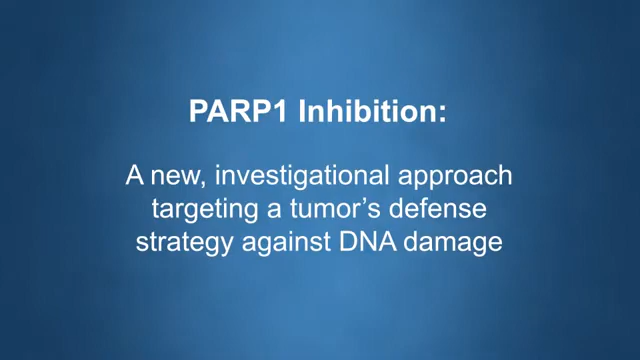 PARP1 Inhibition:
A new, investigational approach
targeting a tumor’s defense
strategy against DNA damage